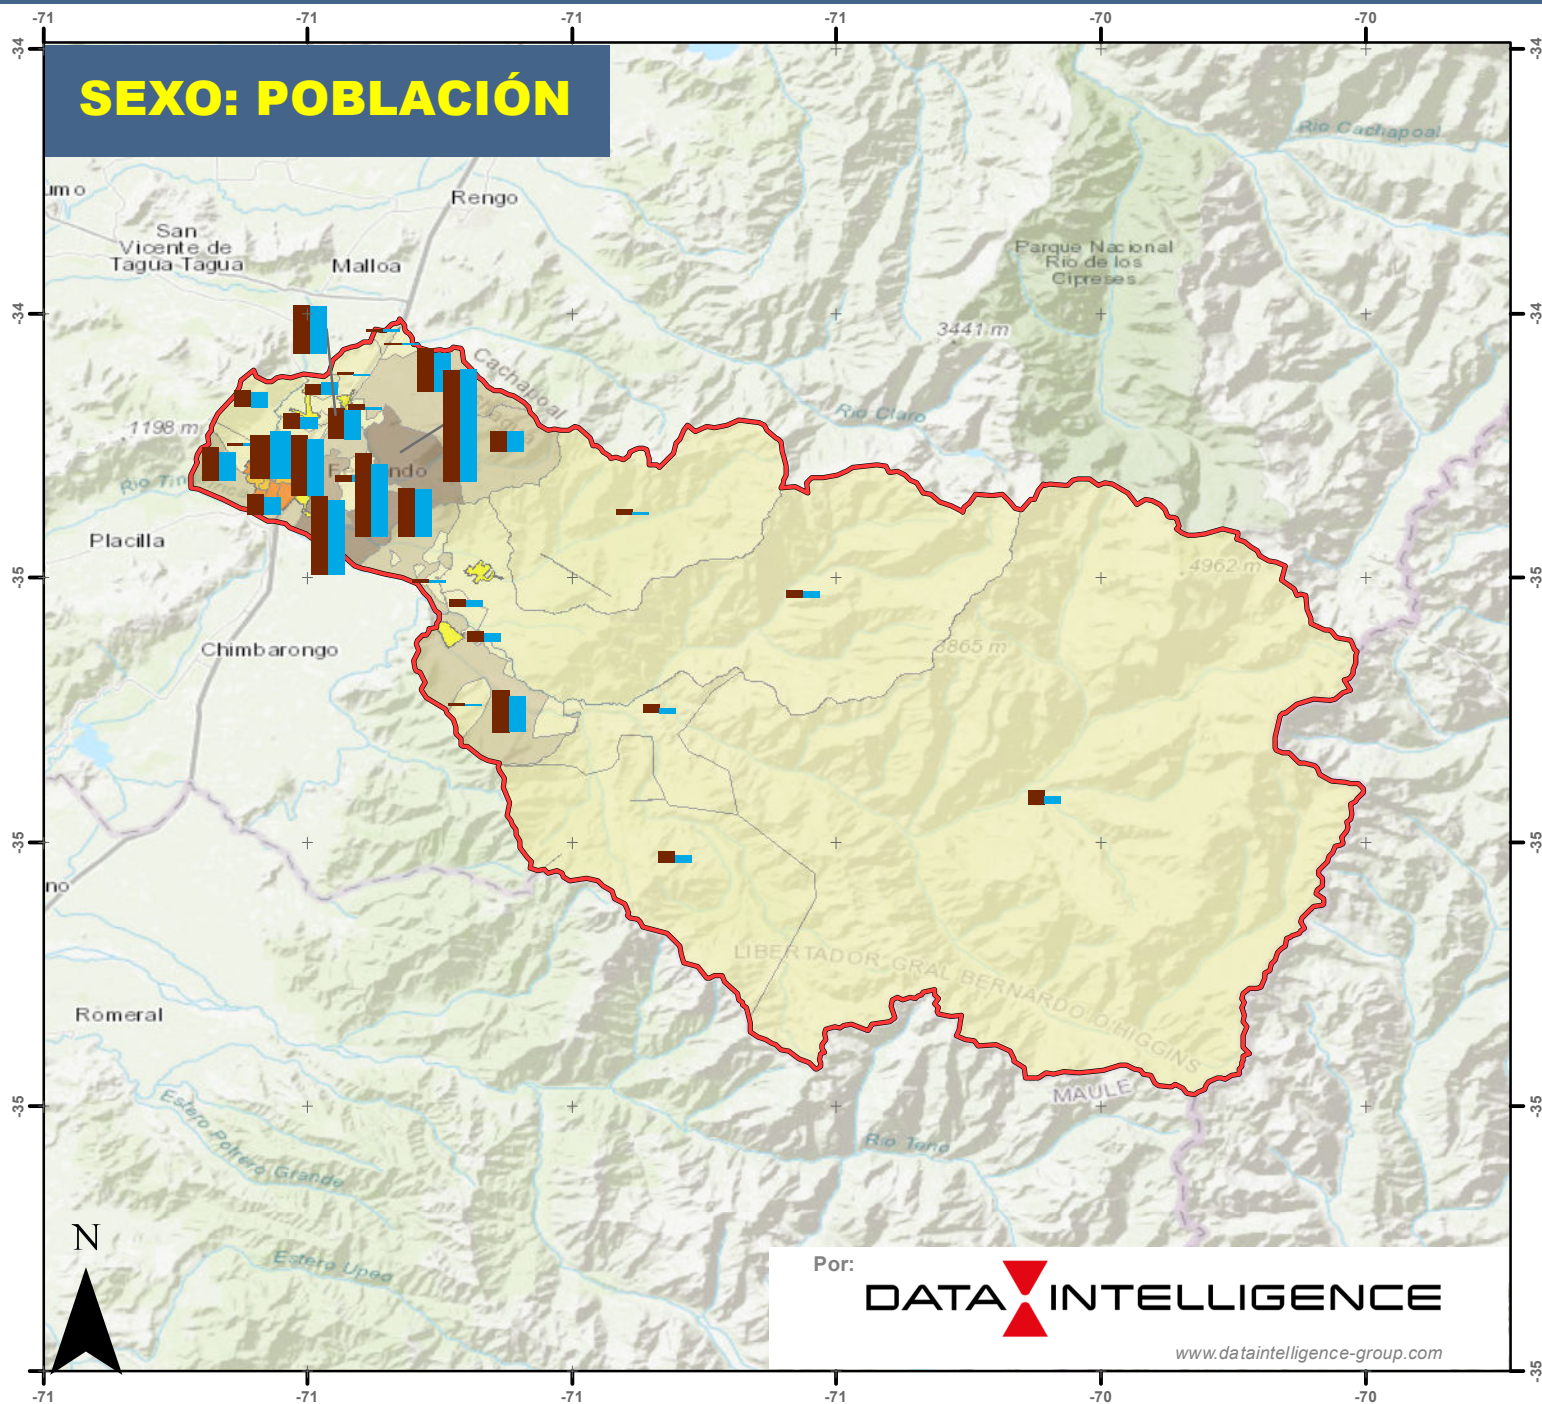 -71
-71
-71
-71
-70
-70
-34
-34
SEXO: POBLACIÓN
Río Cachapoal
umo
Rengo
San
Vicente de
Tagua Tagua
Malloa
Parque Nacional
Río de los
Cipreses
-34
-34
3441 m
Cachapoal
Río Claro
1198 m
Placilla
4962 m
-35
-35
Chimbarongo
3865 m
-35
-35
no
LIBERTADOR GRAL BERNARDO O'HIGGINS
Romeral
MAULE
-35
-35
Estero Potrero Grande
Río Teno
N
Estero Upeo
Por:
DATA INTELLIGENCE
www.dataintelligence-group.com
-35
-71
-71
-71
-71
-70
-70